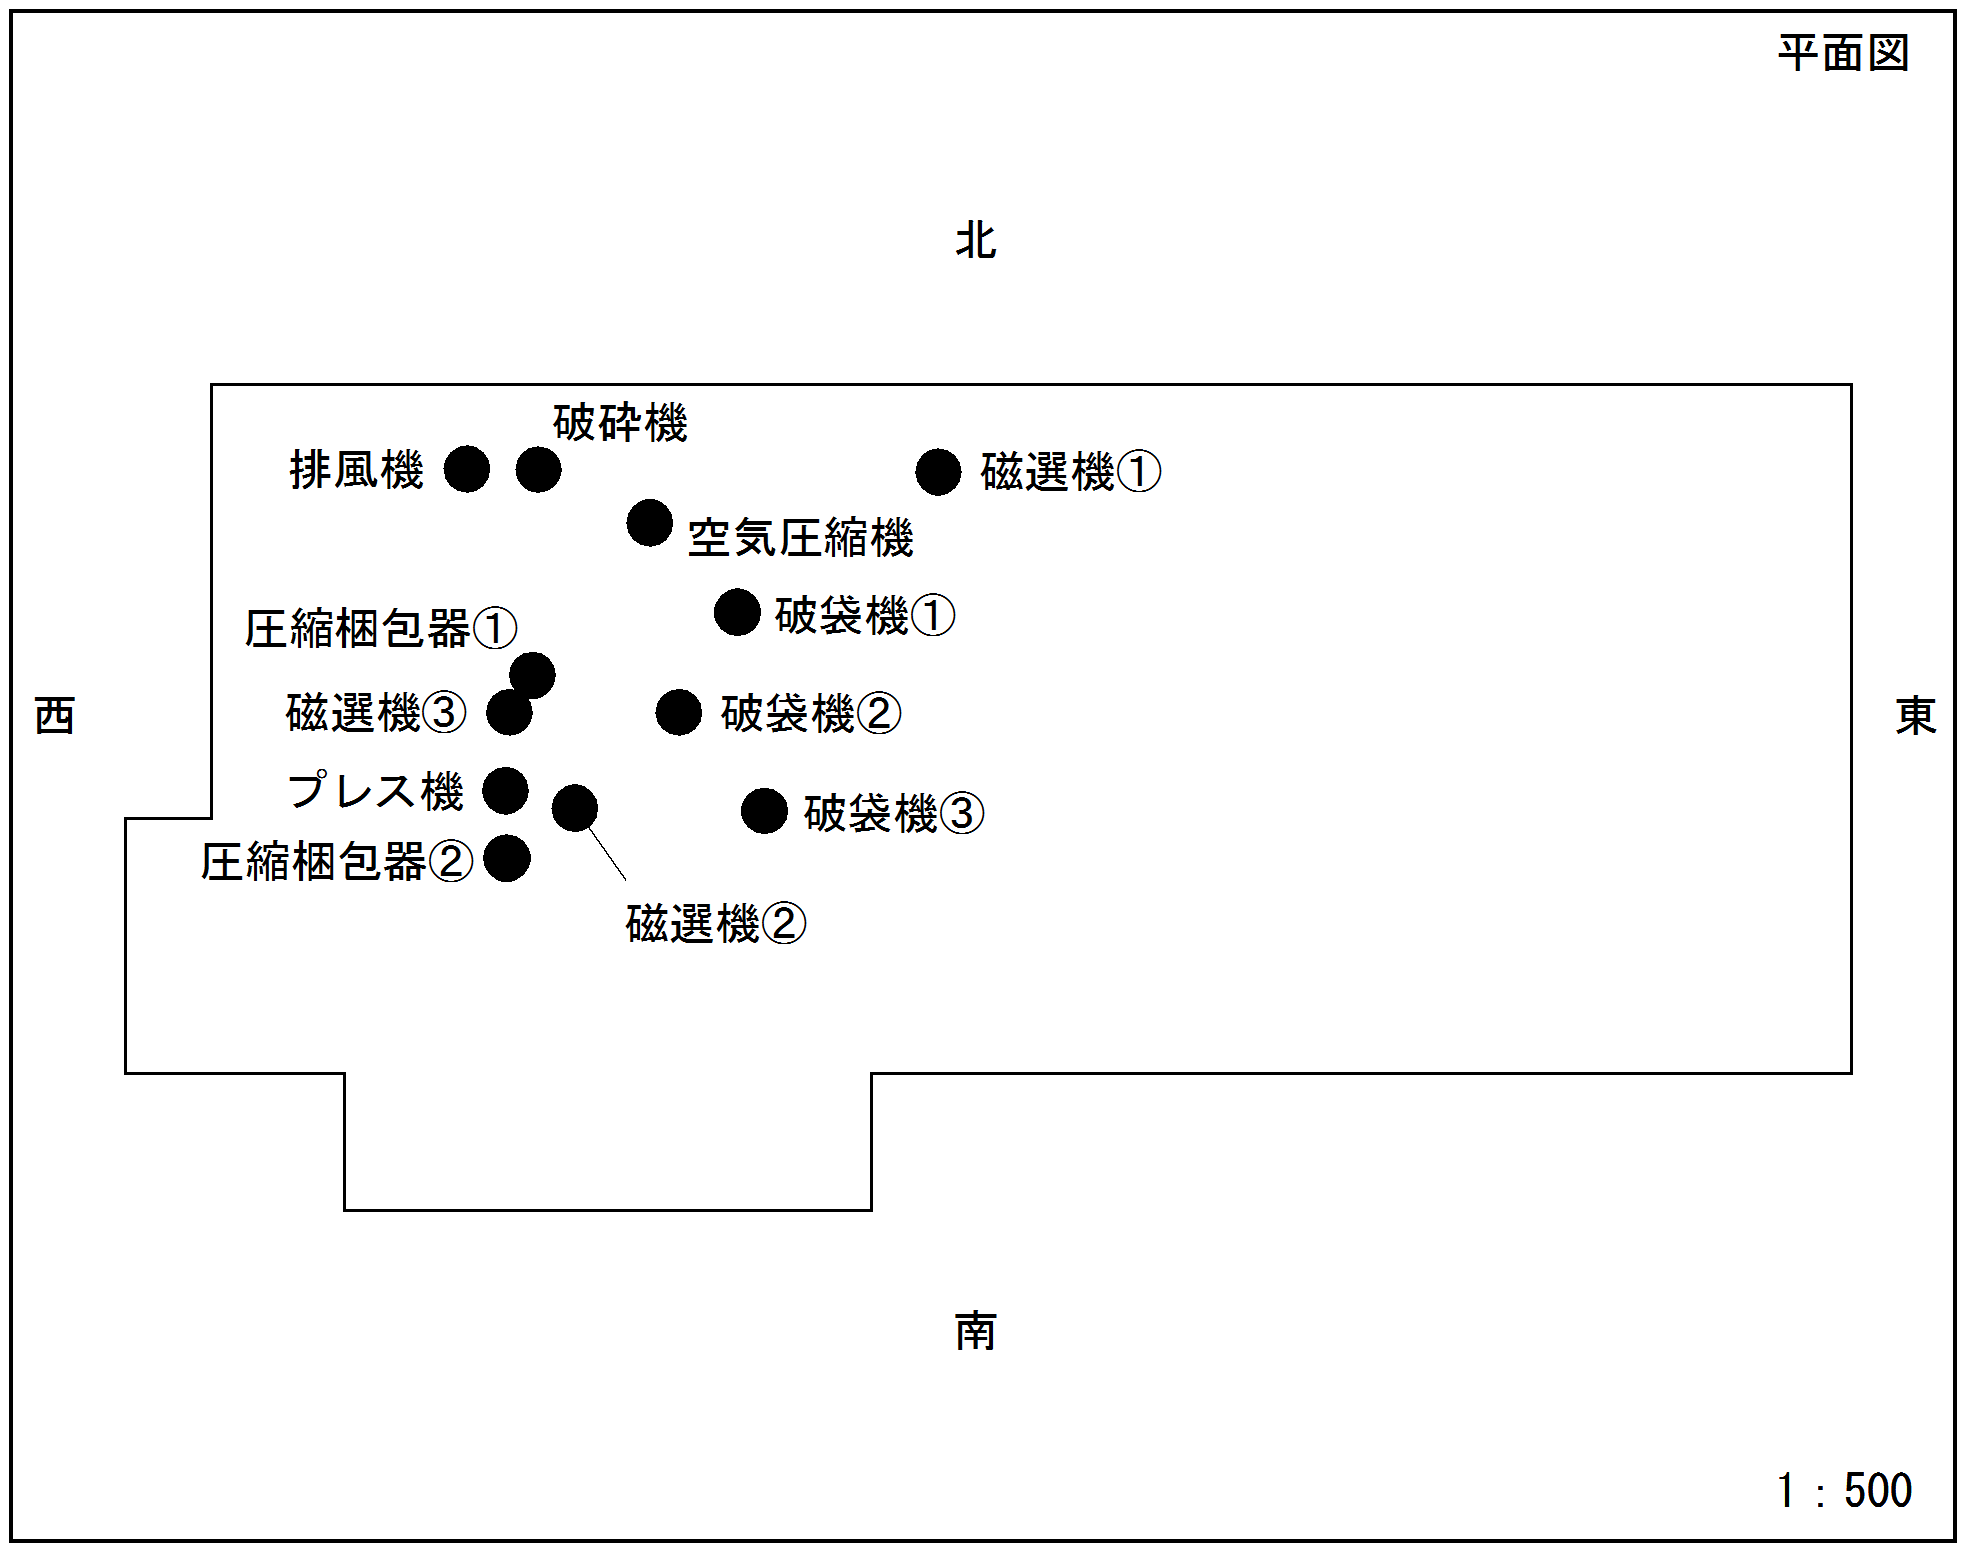 平面図
北
破砕機
排風機
磁選機①
空気圧縮機
破袋機①
圧縮梱包器①
西
磁選機③
破袋機②
東
プレス機
破袋機③
圧縮梱包器②
磁選機②
南
1：500